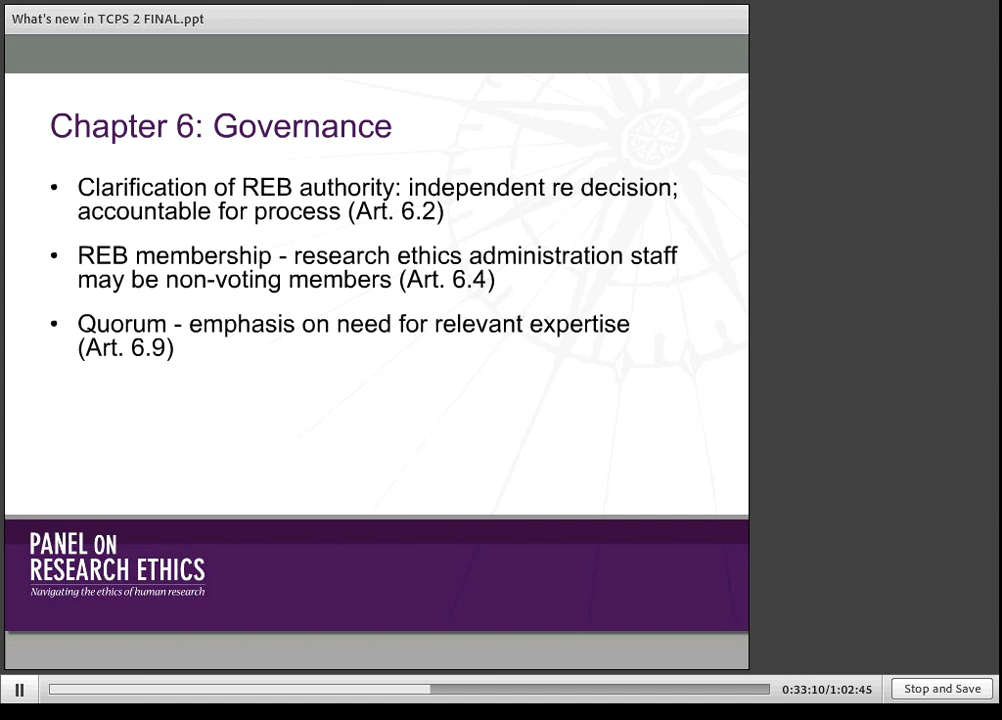 What's new in TCPS 2 FINAL.ppt
Chapter 6: Governance
• Clarification of REB authority: independent re decision;
accountable for process (Art. 6.2)
• REB membership - research ethics administration staff
may be non-voting members (Art. 6.4)
• Quorum - emphasis on need for relevant expertise
(Art. 6.9)
PANEL ON
RESEARCH ETHICS
Navigating the ethics of human research
0:33:10/1:02:45
Stop and Save